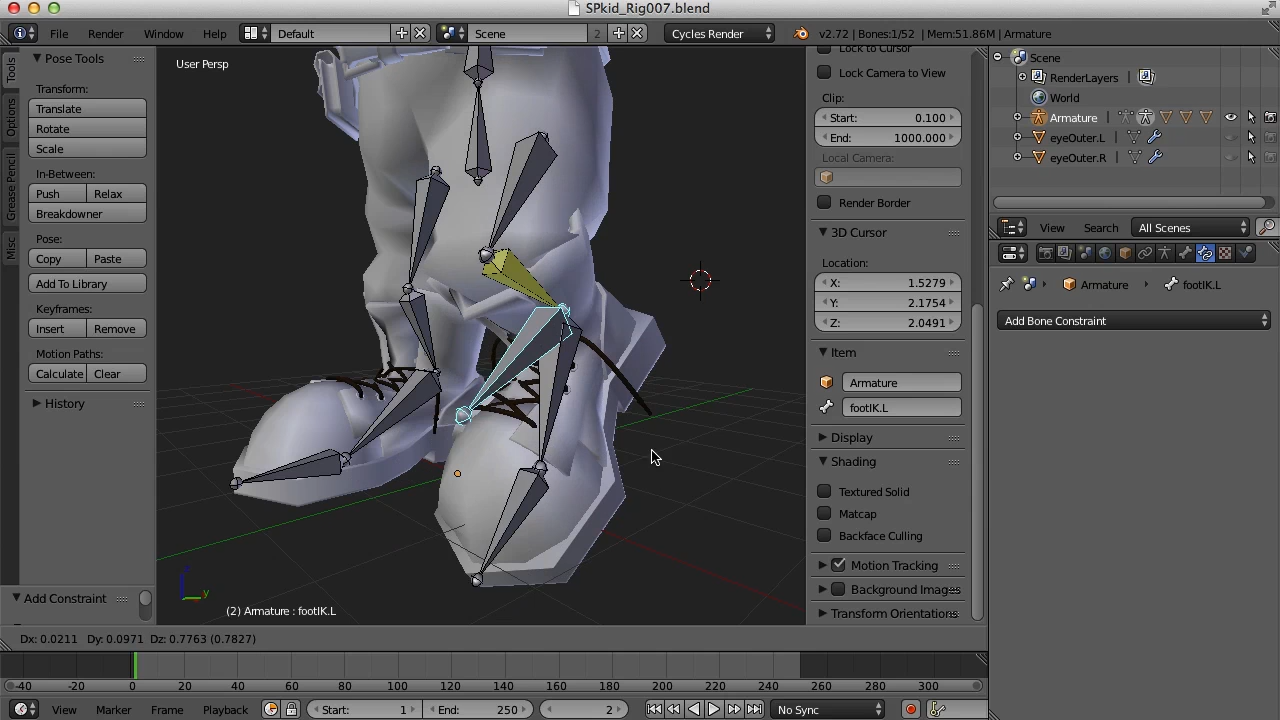 SPkid_Rig007.blend
File Render Window Help Default Scene 2 Cycles Render v2.72 | Bones:1/52 | Mem:51.86M | Armature
Tools
Options
Grease Pencil
Misc
Pose Tools
Transform:
Translate
Rotate
Scale
In-Between:
Push Relax
Breakdowner
Pose:
Copy Paste
Add To Library
Keyframes:
Insert Remove
Motion Paths:
Calculate Clear
History
Add Constraint
User Persp
z
y
(2) Armature : footIK.L
Lock to Cursor
Lock Camera to View
Clip:
Start: 0.100
End: 1000.000
Local Camera:
Render Border
3D Cursor
Location:
X: 1.5279
Y: 2.1754
Z: 2.0491
Item
Armature
footIK.L
Display
Shading
Textured Solid
Matcap
Backface Culling
Motion Tracking
Background Images
Transform Orientations
Scene
RenderLayers
World
Armature
eyeOuter.L
eyeOuter.R
View Search All Scenes
Armature footIK.L
Add Bone Constraint
Dx: 0.0211 Dy: 0.0971 Dz: 0.7763 (0.7827)
-40 -20 0 20 40 60 80 100 120 140 160 180 200 220 240 260 280 300
View Marker Frame Playback Start: 1 End: 250 2 No Sync